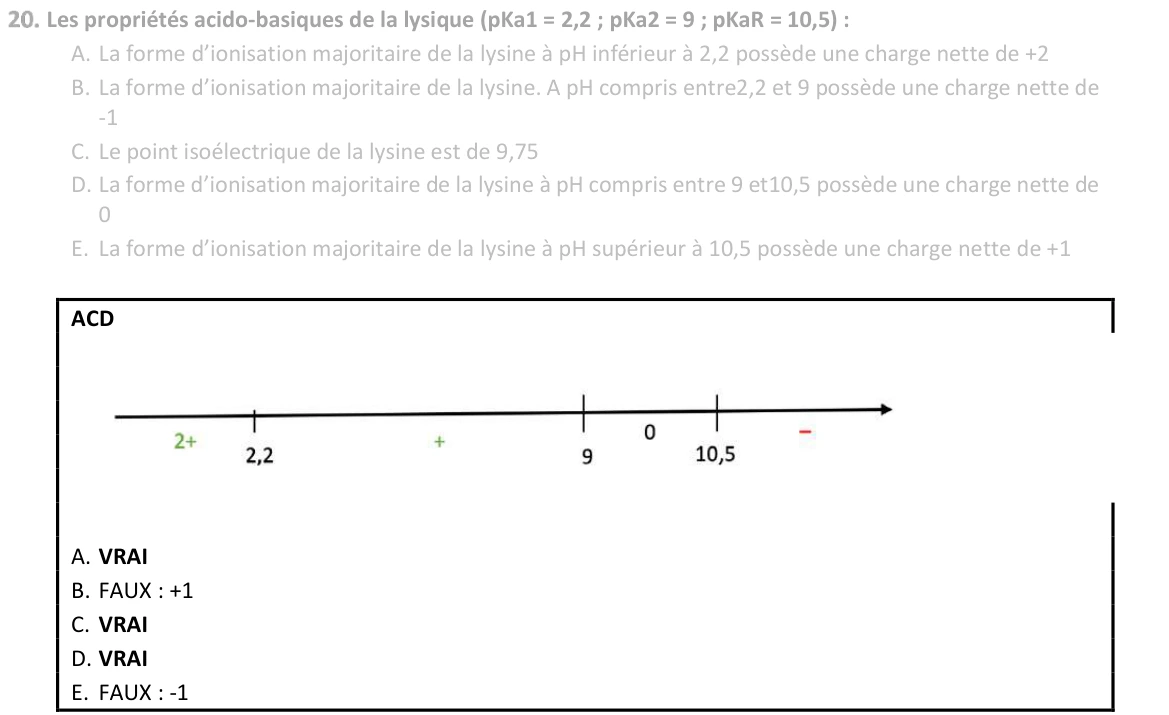 20. Les propriétés acido-basiques de la lysique (pKa1 = 2,2 ; pKa2 = 9 ; pKaR = 10,5) :
A. La forme d’ionisation majoritaire de la lysine à pH inférieur à 2,2 possède une charge nette de +2
B. La forme d’ionisation majoritaire de la lysine. A pH compris entre2,2 et 9 possède une charge nette de
-1
C. Le point isoélectrique de la lysine est de 9,75
D. La forme d’ionisation majoritaire de la lysine à pH compris entre 9 et10,5 possède une charge nette de
0
E. La forme d’ionisation majoritaire de la lysine à pH supérieur à 10,5 possède une charge nette de +1
ACD
2+ + 0 –
2,2 9 10,5
A. VRAI
B. FAUX : +1
C. VRAI
D. VRAI
E. FAUX : -1